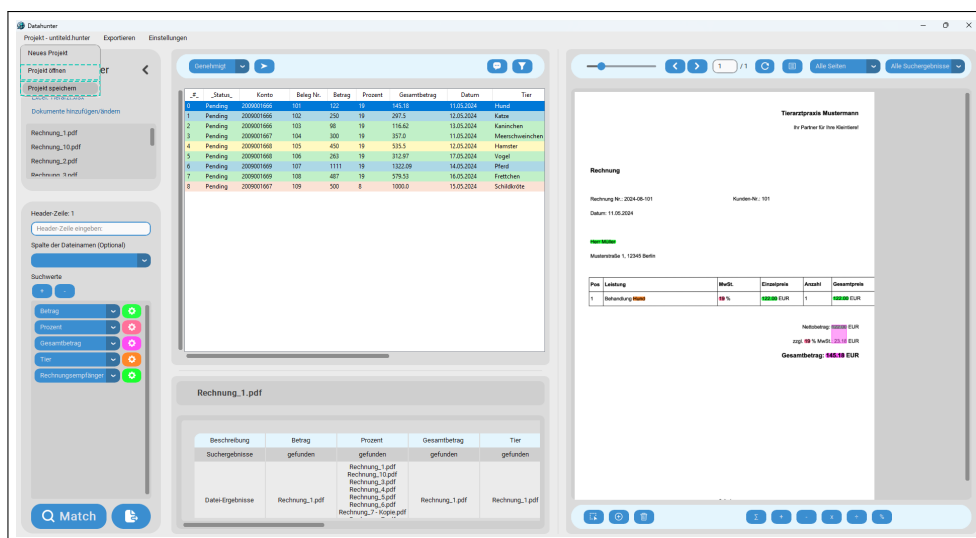 Datahunter
Projekt - untiteld.hunter Exportieren Einstellungen
Neues Projekt
Projekt öffnen
er
Projekt speichern
Dokumente hinzufügen/ändern
Rechnung_1.pdf
Rechnung_10.pdf
Rechnung_2.pdf
Rechnung_3.pdf
Header-Zeile: 1
Header-Zeile eingeben:
Spalte der Dateinamen (Optional)
Suchwerte
+ -
Betrag
Prozent
Gesamtbetrag
Tier
Rechnungsempfänger
Match
Genehmigt
_#_ _Status_ Konto Beleg Nr. Betrag Prozent Gesamtbetrag Datum Tier
0 Pending 2009001666 101 122 19 145.18 11.05.2024 Hund
1 Pending 2009001666 102 250 19 297.5 12.05.2024 Katze
2 Pending 2009001666 103 98 19 116.62 13.05.2024 Kaninchen
3 Pending 2009001667 104 300 19 357.0 11.05.2024 Meerschweinchen
4 Pending 2009001668 105 450 19 535.5 12.05.2024 Hamster
5 Pending 2009001668 106 263 19 312.97 17.05.2024 Vogel
6 Pending 2009001669 107 1111 19 1322.09 14.05.2024 Pferd
7 Pending 2009001669 108 487 19 579.53 16.05.2024 Frettchen
8 Pending 2009001667 109 500 8 1000.0 15.05.2024 Schildkröte
Rechnung_1.pdf
Beschreibung Betrag Prozent Gesamtbetrag Tier
Suchergebnisse gefunden gefunden gefunden gefunden
Rechnung_1.pdf
Rechnung_10.pdf
Rechnung_3.pdf
Rechnung_4.pdf
Datei-Ergebnisse Rechnung_1.pdf Rechnung_5.pdf Rechnung_1.pdf Rechnung_1.pdf
Rechnung_6.pdf
Rechnung_7 - Kopie.pdf
1 /1 Alle Seiten Alle Suchergebnisse
Tierarztpraxis Mustermann
Ihr Partner für Ihre Kleintiere!
Rechnung
Rechnung Nr.: 2024-06-101 Kunden-Nr.: 101
Datum: 11.05.2024
Herr Müller
Musterstraße 1, 12345 Berlin
Pos Leistung MwSt. Einzelpreis Anzahl Gesamtpreis
1 Behandlung Hund 19 % 122.00 EUR 1 122.00 EUR
Nettobetrag: 122.00 EUR
zzgl. 19 % MwSt.: 23.18 EUR
Gesamtbetrag: 145.18 EUR
Σ + - x ÷ %